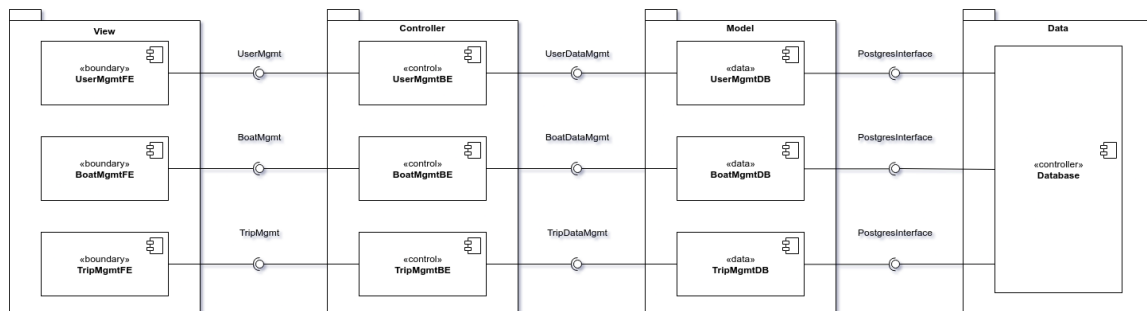 View
Controller
Model
Data
«boundary»
UserMgmtFE
UserMgmt
«control»
UserMgmtBE
UserDataMgmt
«data»
UserMgmtDB
PostgresInterface
«boundary»
BoatMgmtFE
BoatMgmt
«control»
BoatMgmtBE
BoatDataMgmt
«data»
BoatMgmtDB
PostgresInterface
«controller»
Database
«boundary»
TripMgmtFE
TripMgmt
«control»
TripMgmtBE
TripDataMgmt
«data»
TripMgmtDB
PostgresInterface